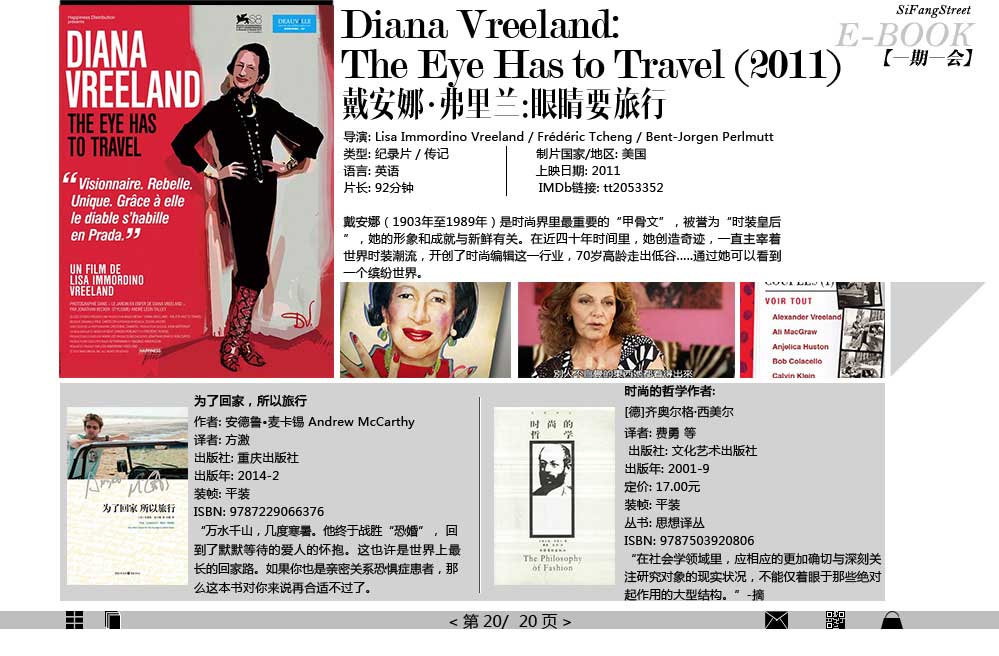 Happiness Distribution
présente
68
DEAUVILLE
DIANA
VREELAND
THE EYE HAS
TO TRAVEL
“Visionnaire. Rebelle.
Unique. Grâce à elle
le diable s'habille
en Prada.”
UN FILM DE
LISA IMMORDINO
VREELAND
HAPPINESS
SiFangStreet
E-BOOK
【一期一会】
Diana Vreeland:
The Eye Has to Travel (2011)
戴安娜·弗里兰:眼睛要旅行
导演: Lisa Immordino Vreeland / Frédéric Tcheng / Bent-Jorgen Perlmutt
类型: 纪录片 / 传记
语言: 英语
片长: 92分钟
制片国家/地区: 美国
上映日期: 2011
IMDb链接: tt2053352
戴安娜（1903年至1989年）是时尚界里最重要的“甲骨文”，被誉为“时装皇后
”，她的形象和成就与新鲜有关。在近四十年时间里，她创造奇迹，一直主宰着
世界时装潮流，开创了时尚编辑这一行业，70岁高龄走出低谷.....通过她可以看到
一个缤纷世界。
別人不會曼的東西她都看得出來
COUPLES (1)
VOIR TOUT
Alexander Vreeland
Ali MacGraw
Anjelica Huston
Bob Colacello
Calvin Klein
为了回家 所以旅行
为了回家，所以旅行
作者: 安德鲁•麦卡锡 Andrew McCarthy
译者: 方激
出版社: 重庆出版社
出版年: 2014-2
装帧: 平装
ISBN: 9787229066376
“万水千山，几度寒暑。他终于战胜“恐婚”， 回
到了默默等待的爱人的怀抱。这也许是世界上最
长的回家路。如果你也是亲密关系恐惧症患者，那
么这本书对你来说再合适不过了。
时 尚 的
哲 学
The Philosophy
of Fashion
时尚的哲学作者:
[德]齐奥尔格·西美尔
译者: 费勇 等
出版社: 文化艺术出版社
出版年: 2001-9
定价: 17.00元
装帧: 平装
丛书: 思想译丛
ISBN: 9787503920806
“在社会学领域里，应相应的更加确切与深刻关
注研究对象的现实状况，不能仅着眼于那些绝对
起作用的大型结构。”-摘
< 第 20/ 20 页 >